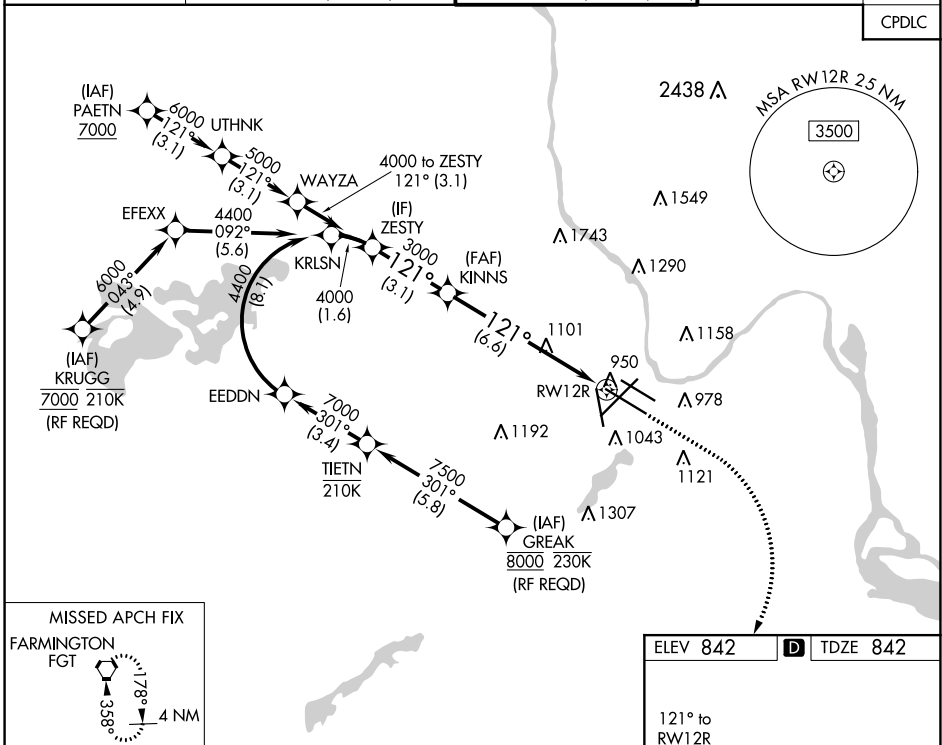 CPDLC
(IAF)
PAETN
7000
6000
121°
(3.1)
UTHNK
5000
121°
(3.1)
WAYZA
4000 to ZESTY
121° (3.1)
2438
MSA RW12R 25 NM
3500
EFEXX
4400
092°
(5.6)
KRLSN
(IF)
ZESTY
3000
121°
(3.1)
(FAF)
KINNS
1549
1743
1290
6000
043°
(4.9)
4400
(8.1)
4000
(1.6)
121°
(6.6)
1101
1158
(IAF)
KRUGG
7000 210K
(RF REQD)
950
RW12R
978
EEDDN
7000
301°
(3.4)
1192
1043
1121
TIETN
210K
7500
301°
(5.8)
1307
(IAF)
GREAK
8000 230K
(RF REQD)
MISSED APCH FIX
FARMINGTON
FGT
178°
358°
4 NM
ELEV 842 D TDZE 842
121° to
RW12R